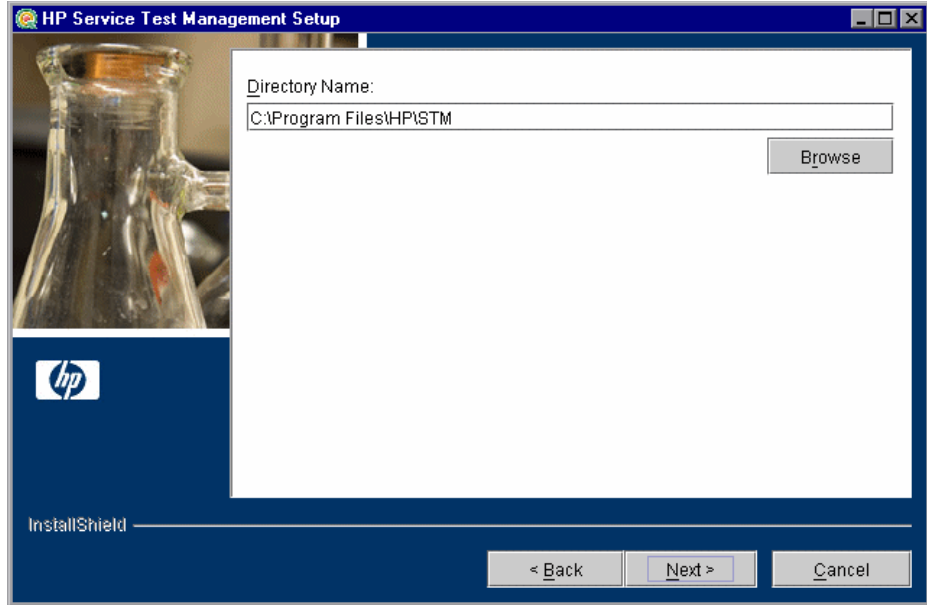 HP Service Test Management Setup
Directory Name:
C:\Program Files\HP\STM
Browse
hp
InstallShield
< Back
Next >
Cancel